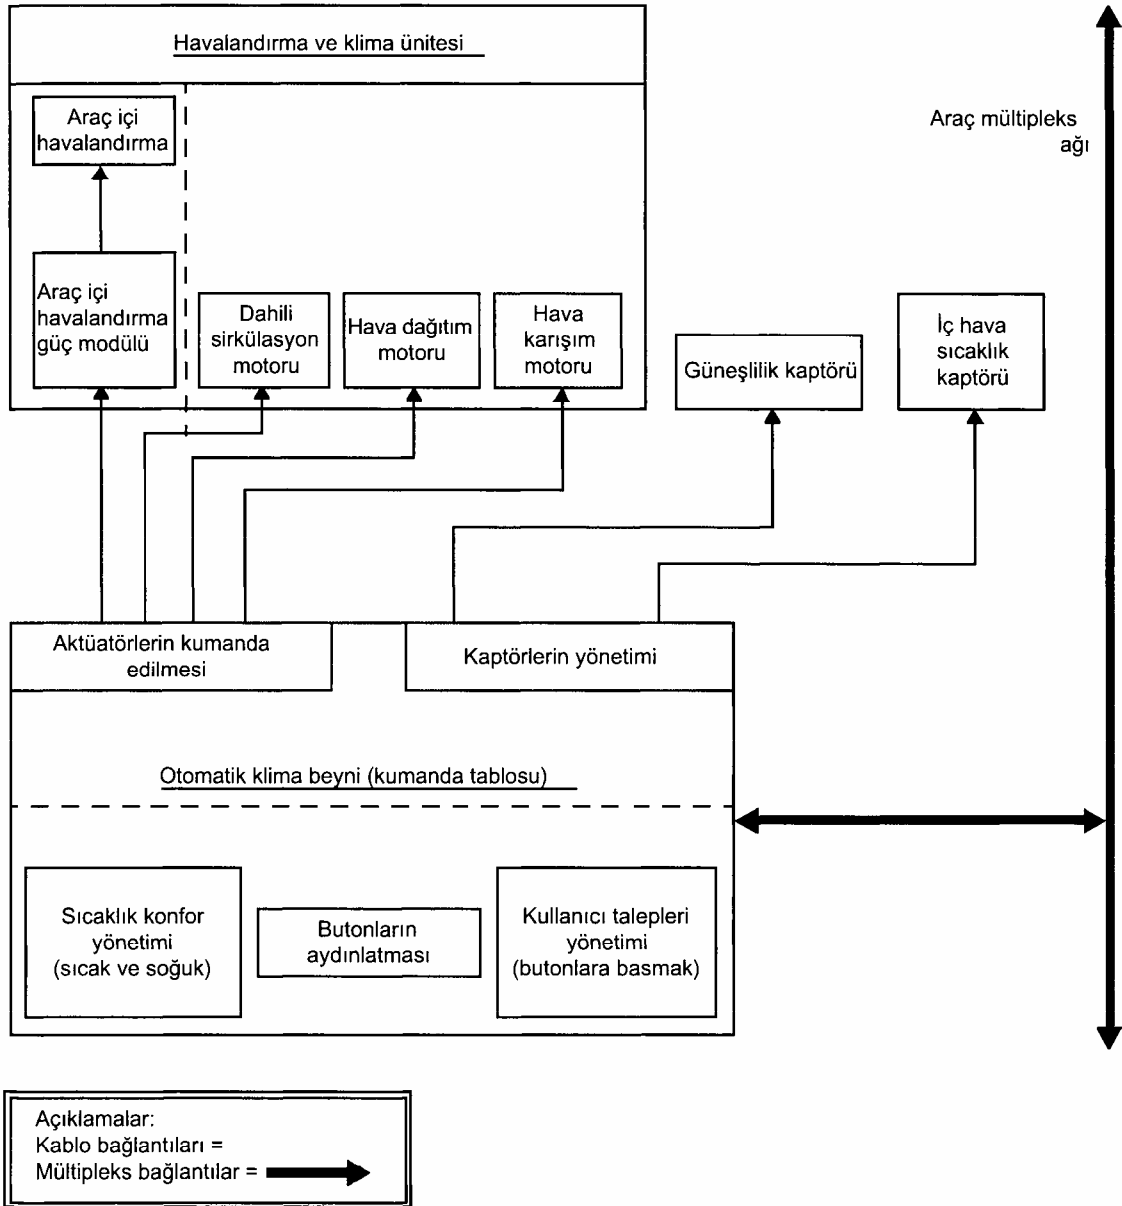 Havalandırma ve klima ünitesi
Araç içi
havalandırma
Araç mültipleks
ağı
Araç içi
havalandırma
güç modülü
Dahili
sirkülasyon
motoru
Hava dağıtım
motoru
Hava
karışım
motoru
Güneşlilik kaptörü
İç hava
sıcaklık
kaptörü
Aktüatörlerin kumanda
edilmesi
Kaptörlerin yönetimi
Otomatik klima beyni (kumanda tablosu)
Sıcaklık konfor
yönetimi
(sıcak ve soğuk)
Butonların
aydınlatması
Kullanıcı talepleri
yönetimi
(butonlara basmak)
Açıklamalar:
Kablo bağlantıları =
Mültipleks bağlantılar =